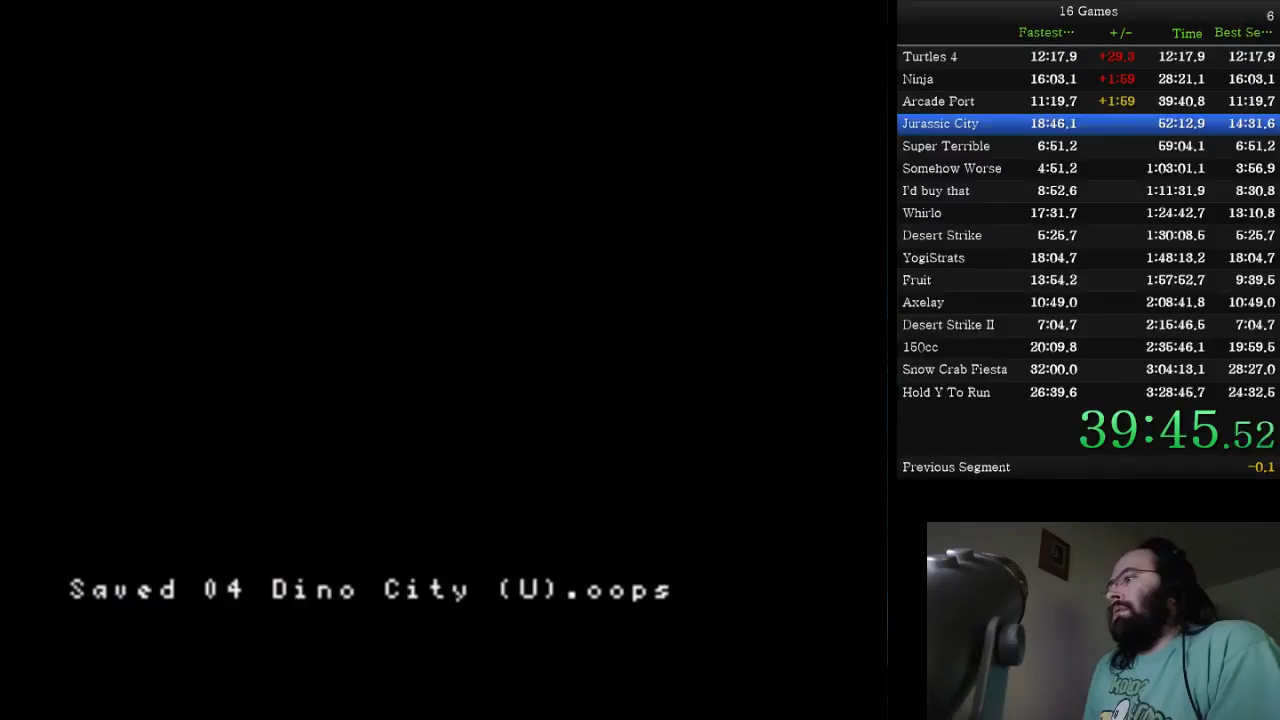 16 Games
6
Fastest… +/- Time Best Se…
Turtles 4 12:17.9 +29.3 12:17.9 12:17.9
Ninja 16:03.1 +1:59 28:21.1 16:03.1
Arcade Port 11:19.7 +1:59 39:40.8 11:19.7
Jurassic City 18:46.1 52:12.9 14:31.6
Super Terrible 6:51.2 59:04.1 6:51.2
Somehow Worse 4:51.2 1:03:01.1 3:56.9
I'd buy that 8:52.6 1:11:31.9 8:30.8
Whirlo 17:31.7 1:24:42.7 13:10.8
Desert Strike 5:25.7 1:30:08.5 5:25.7
YogiStrats 18:04.7 1:48:13.2 18:04.7
Fruit 13:54.2 1:57:52.7 9:39.5
Axelay 10:49.0 2:08:41.8 10:49.0
Desert Strike II 7:04.7 2:15:46.5 7:04.7
150cc 20:09.8 2:35:46.1 19:59.5
Snow Crab Fiesta 32:00.0 3:04:13.1 28:27.0
Hold Y To Run 26:39.6 3:28:45.7 24:32.5
39:45.52
Previous Segment -0.1
Saved 04 Dino City (U).oops